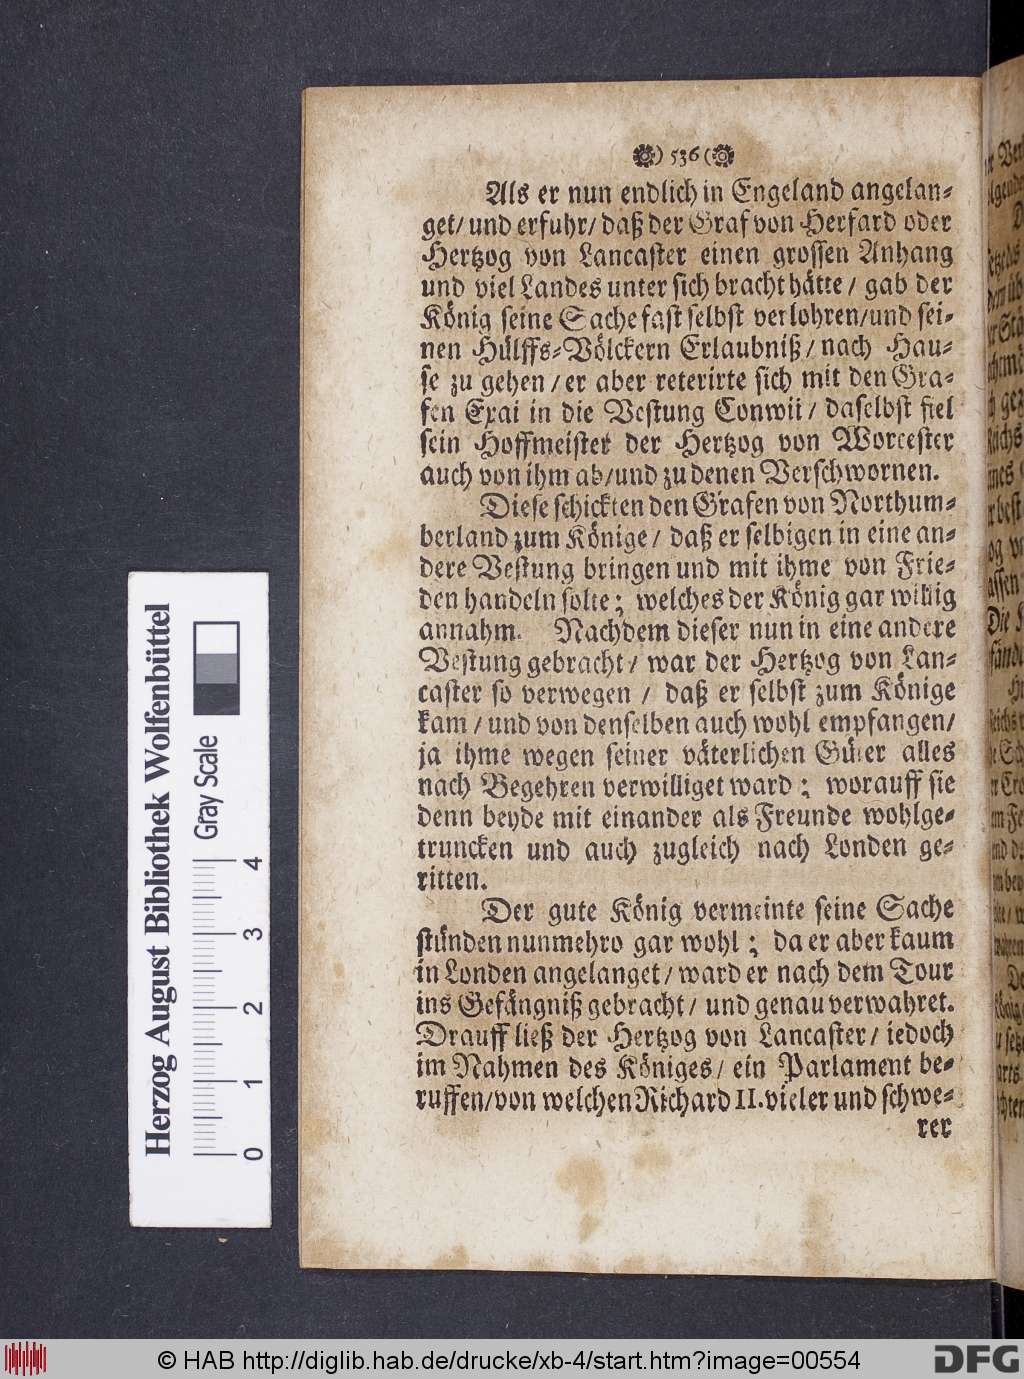 ) 536 (
Als er nun endlich in Engeland angelan-
get/ und erfuhr/ daß der Graf von Herfard oder
Hertzog von Lancaster einen grossen Anhang
und viel Landes unter sich bracht hätte / gab der
König seine Sache fast selbst verlohren/und sei-
nen Hülffs-Völckern Erlaubniß / nach Hau-
se zu gehen / er aber reterirte sich mit den Gra-
fen Exai in die Vestung Conwii / daselbst fiel
sein Hoffmeister der Hertzog von Worcester
auch von ihm ab/und zu denen Verschwornen.
Diese schickten den Grafen von Northum-
berland zum Könige / daß er selbigen in eine an-
dere Vestung bringen und mit ihme von Frie-
den handeln solte; welches der König gar willig
annahm. Nachdem dieser nun in eine andere
Vestung gebracht / war der Hertzog von Lan-
caster so verwegen / daß er selbst zum Könige
kam / und von denselben auch wohl empfangen/
ja ihme wegen seiner väterlichen Güter alles
nach Begehren verwilliget ward; worauff sie
denn beyde mit einander als Freunde wohlge-
truncken und auch zugleich nach Londen ge-
ritten.
Der gute König vermeinte seine Sache
stünden nunmehro gar wohl; da er aber kaum
in Londen angelanget / ward er nach dem Tour
ins Gefängniß gebracht / und genau verwahret.
Drauff ließ der Hertzog von Lancaster / iedoch
im Nahmen des Königes / ein Parlament be-
ruffen/von welchen Richard II. vieler und schwe-
rer
Herzog August Bibliothek Wolfenbüttel
Gray Scale
0 1 2 3 4
© HAB http://diglib.hab.de/drucke/xb-4/start.htm?image=00554
DFG